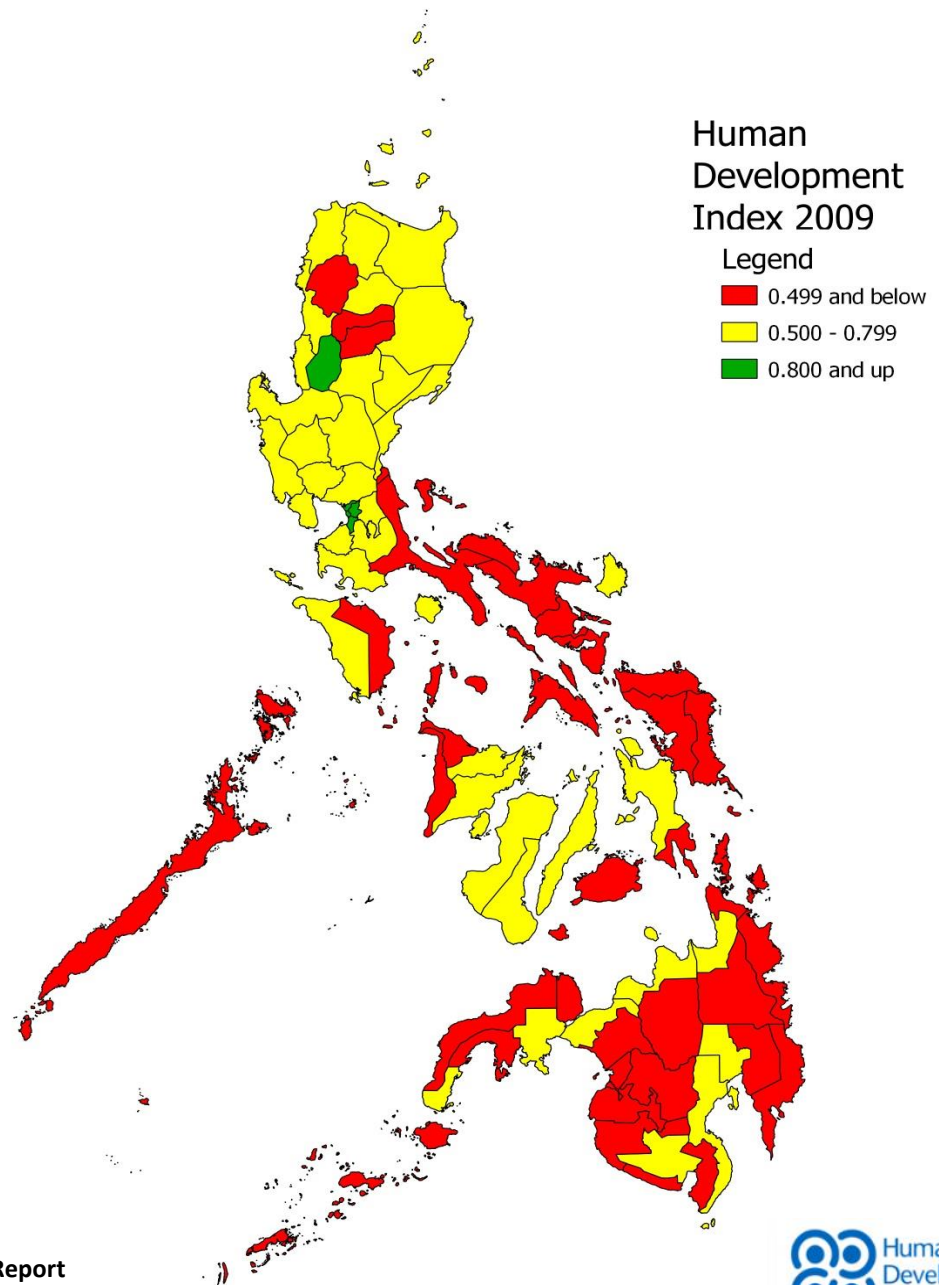 Human
Development
Index 2009
Legend
0.499 and below
0.500 - 0.799
0.800 and up
Report